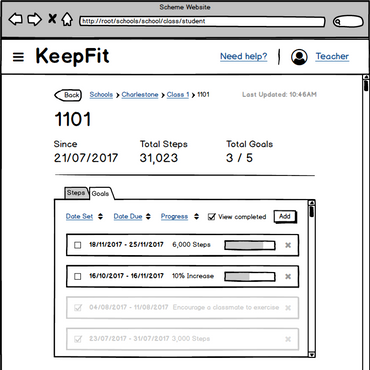 Scheme Website
http://root/schools/school/class/student
KeepFit
Need help?
Teacher
Back
Schools
Charlestone
Class 1
1101
Last Updated: 10:46AM
1101
Since
Total Steps
Total Goals
21/07/2017
31,023
3 / 5
Steps
Goals
Date Set
Date Due
Progress
View completed
Add
18/11/2017 - 25/11/2017
6,000 Steps
16/10/2017 - 16/11/2017
10% Increase
04/08/2017 - 11/08/2017
Encourage a classmate to exercise
23/07/2017 - 31/07/2017
3,000 Steps